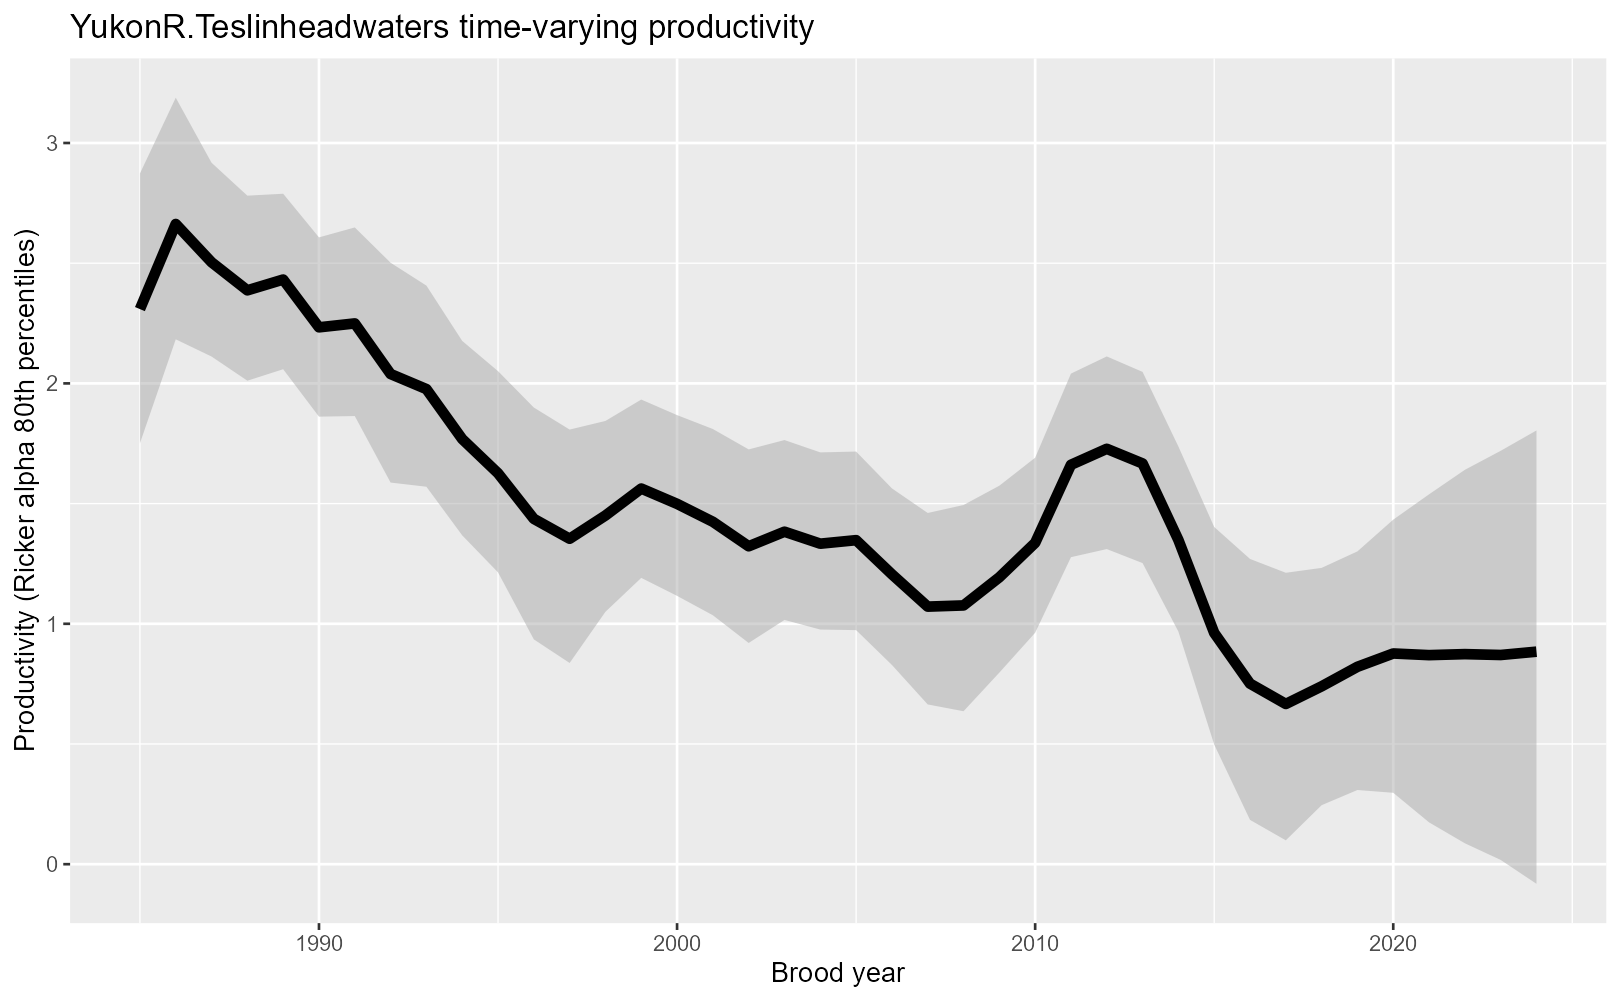 YukonR.Teslinheadwaters time-varying productivity
Productivity (Ricker alpha 80th percentiles)
3
2
1
0
1990 2000 2010 2020
Brood year